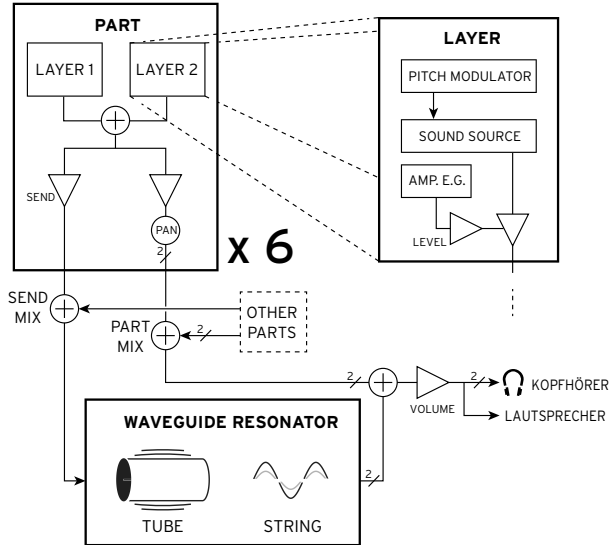 PART
LAYER 1
LAYER 2
SEND
PAN
2
X 6
LAYER
PITCH MODULATOR
SOUND SOURCE
AMP. E.G.
LEVEL
SEND
MIX
PART
MIX
2
OTHER
PARTS
2
VOLUME
2
KOPFHÖRER
LAUTSPRECHER
WAVEGUIDE RESONATOR
TUBE
STRING
2